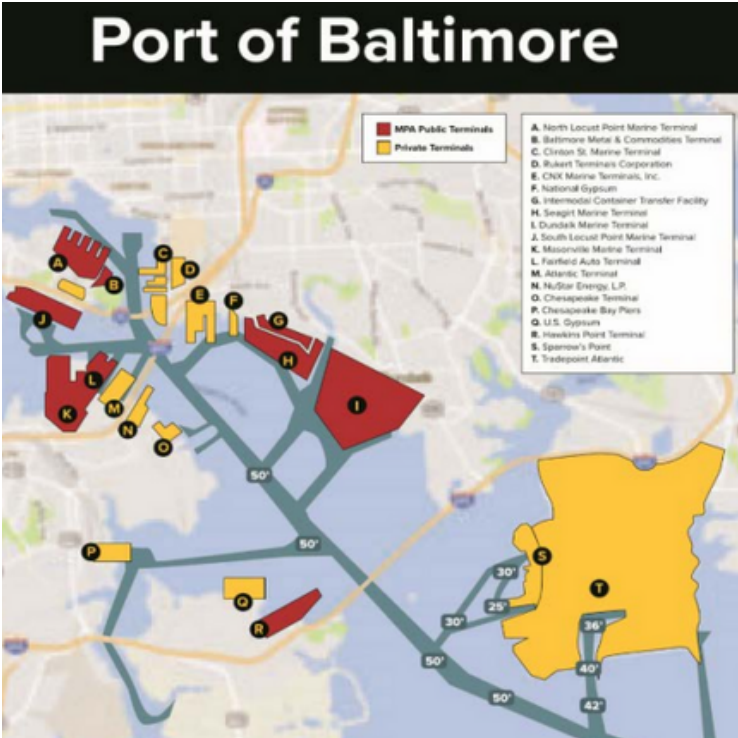 Port of Baltimore
MPA Public Terminals
Private Terminals
A. North Locust Point Marine Terminal
B. Baltimore Metal & Commodities Terminal
C. Clinton St. Marine Terminal
D. Rukert Terminals Corporation
E. CNX Marine Terminals, Inc.
F. National Gypsum
G. Intermodal Container Transfer Facility
H. Seagirt Marine Terminal
I. Dundalk Marine Terminal
J. South Locust Point Marine Terminal
K. Masonville Marine Terminal
L. Fairfield Auto Terminal
M. Atlantic Terminal
N. NuStar Energy, L.P.
O. Chesapeake Terminal
P. Chesapeake Bay Piers
Q. U.S. Gypsum
R. Hawkins Point Terminal
S. Sparrow's Point
T. Tradepoint Atlantic
A
B
C
D
E
F
G
H
I
J
K
L
M
N
O
50'
50'
P
Q
R
S
T
30'
25'
30'
36'
50'
40'
50'
42'